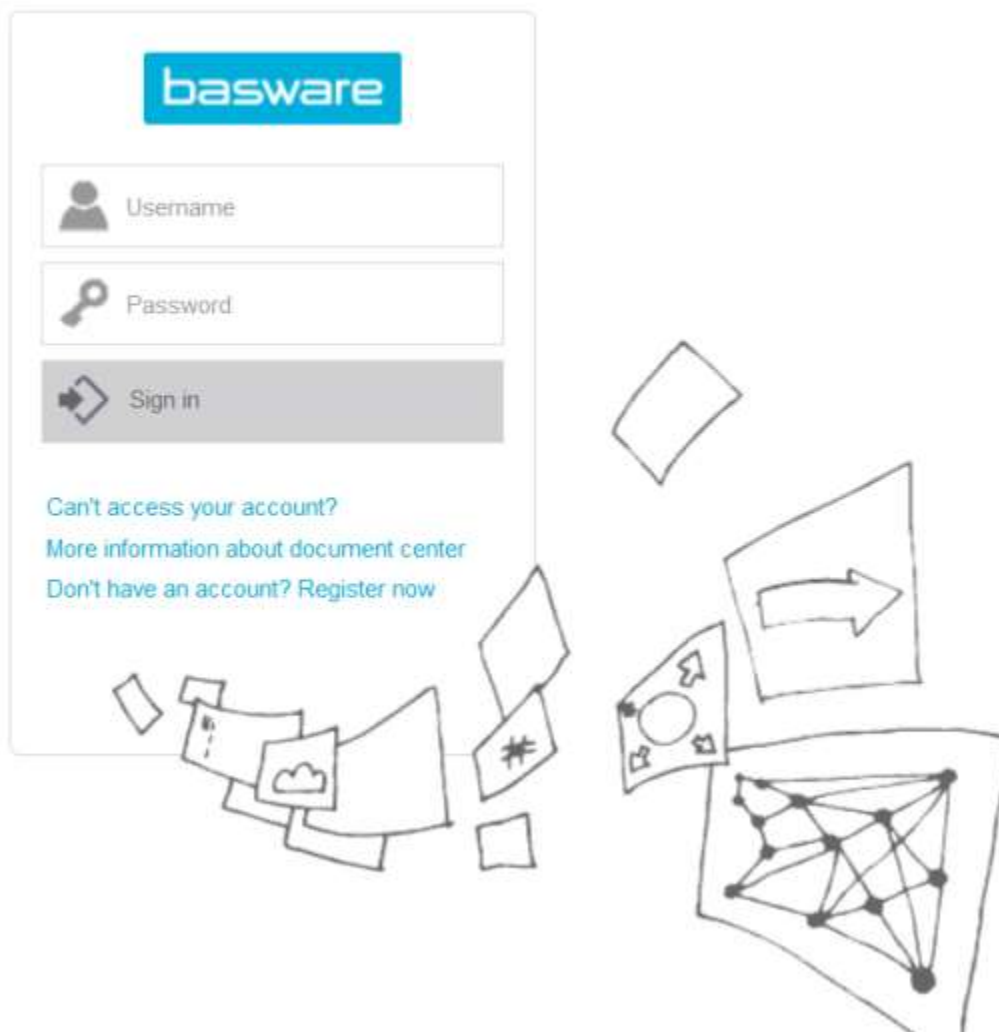 basware
Username
Password
Sign in
Can't access your account?
More information about document center
Don't have an account? Register now
#